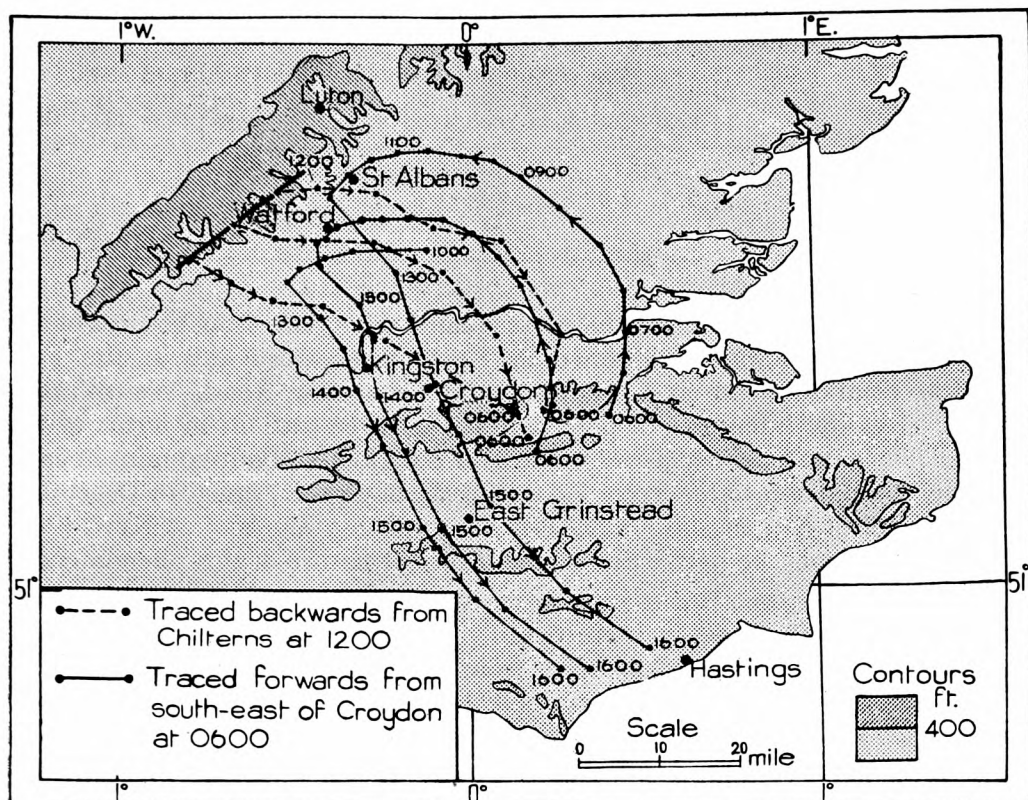 1°W.
0°
1°E.
Luton
1100
1200
St Albans
0900
Watford
1000
1300
1300
1300
0700
Kingston
1400
1400
Croydon
0600
0600
0600
0600
0600
1500
East Grinstead
1500
1500
51°
51°
Traced backwards from
Chilterns at 1200
1600
1600
1600
Hastings
Traced forwards from
south-east of Croydon
at 0600
Contours
ft.
400
Scale
0 10 20 mile
1°
0°
1°